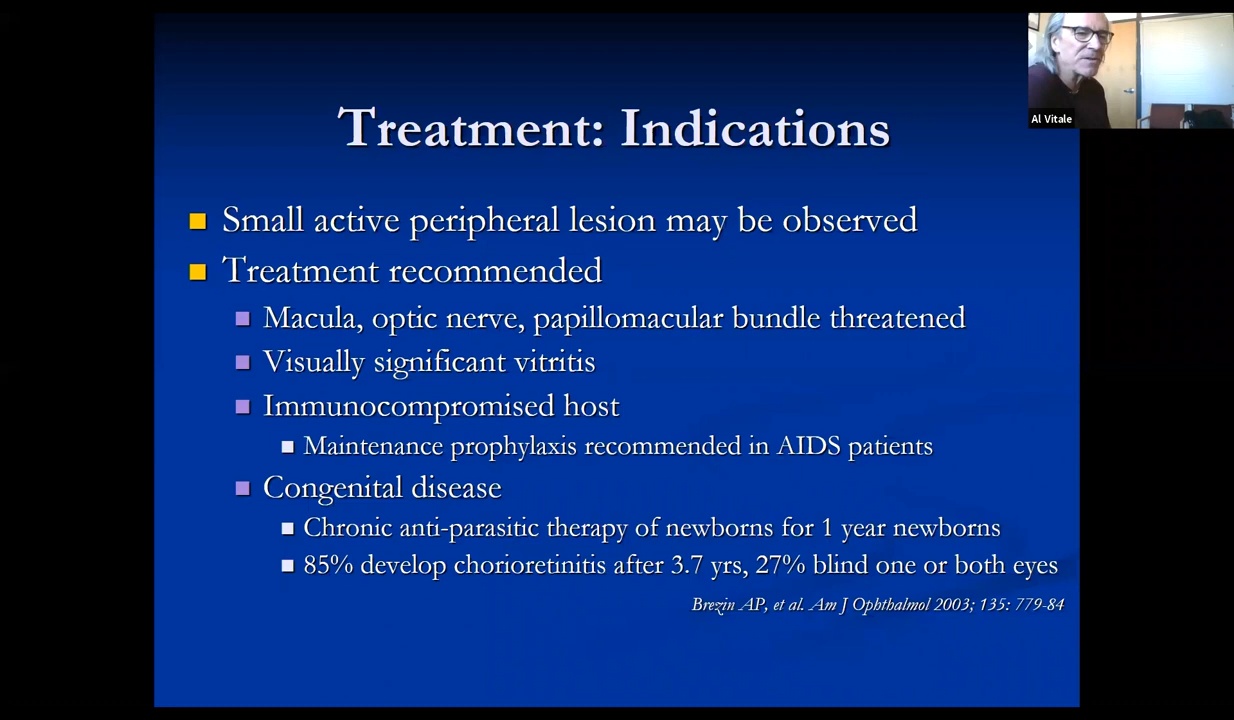 Al Vitale
Treatment: Indications
Small active peripheral lesion may be observed
Treatment recommended
Macula, optic nerve, papillomacular bundle threatened
Visually significant vitritis
Immunocompromised host
Maintenance prophylaxis recommended in AIDS patients
Congenital disease
Chronic anti-parasitic therapy of newborns for 1 year newborns
85% develop chorioretinitis after 3.7 yrs, 27% blind one or both eyes
Brezin AP, et al. Am J Ophthalmol 2003; 135: 779-84